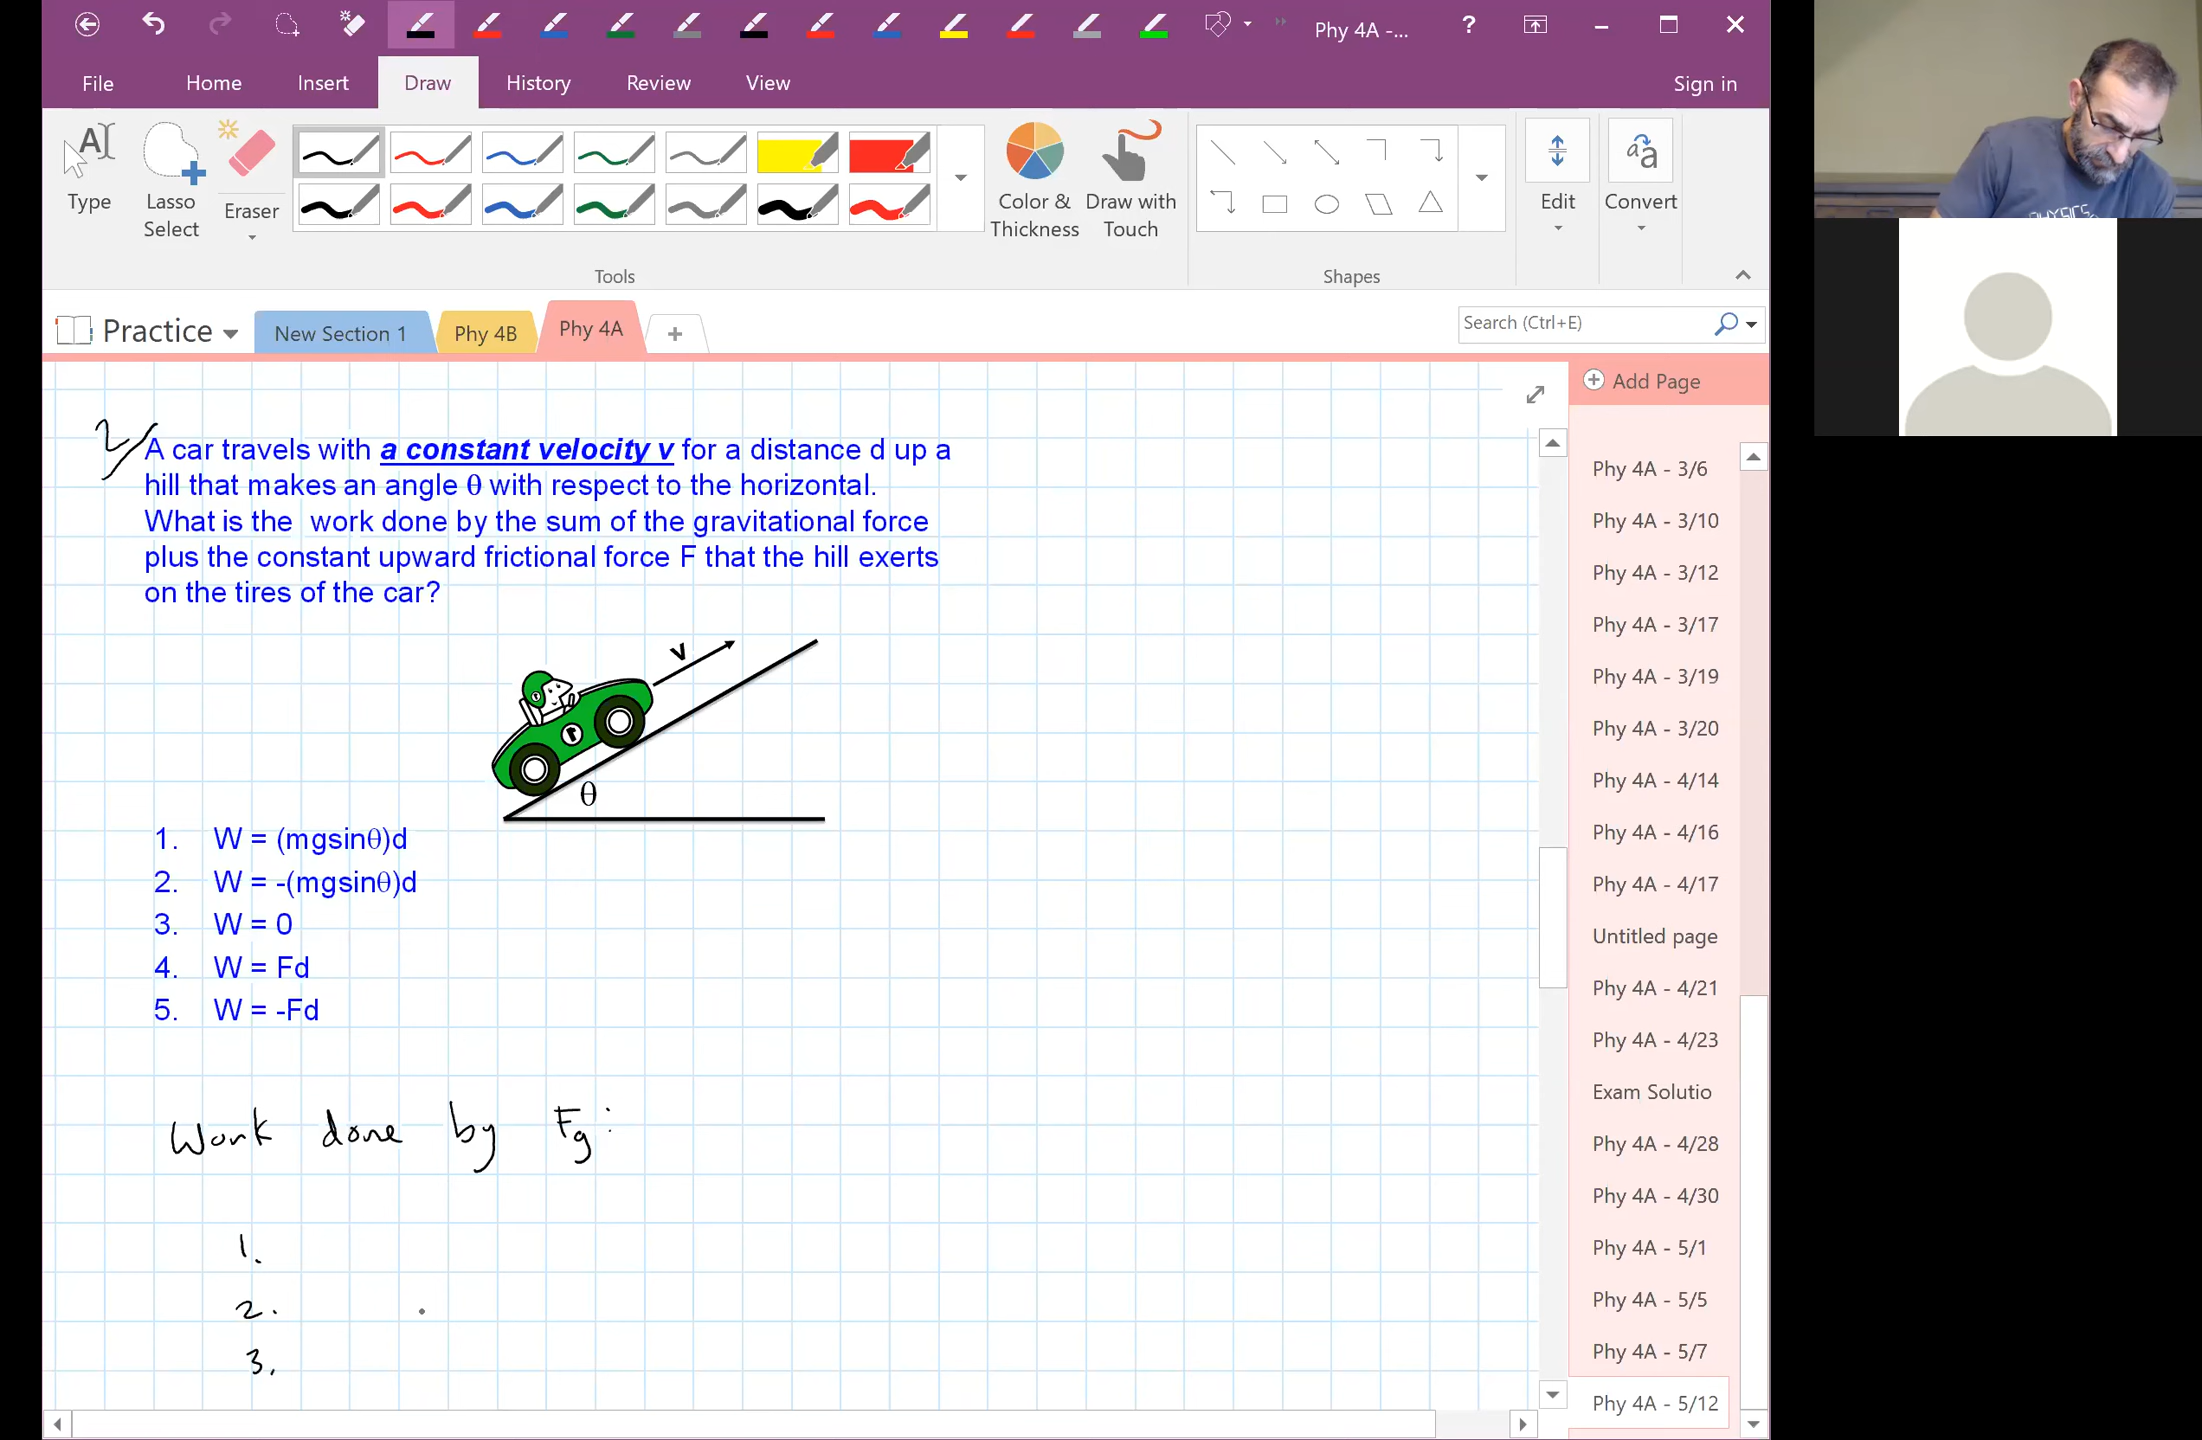 Phy 4A -...
?
File
Home
Insert
Draw
History
Review
View
Sign in
Type
Lasso Select
Eraser
Color & Thickness
Draw with Touch
Edit
Convert
Tools
Shapes
Practice
New Section 1
Phy 4B
Phy 4A
Search (Ctrl+E)
Add Page
2/
A car travels with a constant velocity v for a distance d up a
hill that makes an angle θ with respect to the horizontal.
What is the  work done by the sum of the gravitational force
plus the constant upward frictional force F that the hill exerts
on the tires of the car?
v
θ
1. W = (mgsinθ)d
2. W = -(mgsinθ)d
3. W = 0
4. W = Fd
5. W = -Fd
Work done by Fg:
1.
2.
3.
Phy 4A - 3/6
Phy 4A - 3/10
Phy 4A - 3/12
Phy 4A - 3/17
Phy 4A - 3/19
Phy 4A - 3/20
Phy 4A - 4/14
Phy 4A - 4/16
Phy 4A - 4/17
Untitled page
Phy 4A - 4/21
Phy 4A - 4/23
Exam Solutio
Phy 4A - 4/28
Phy 4A - 4/30
Phy 4A - 5/1
Phy 4A - 5/5
Phy 4A - 5/7
Phy 4A - 5/12
PHYSICS